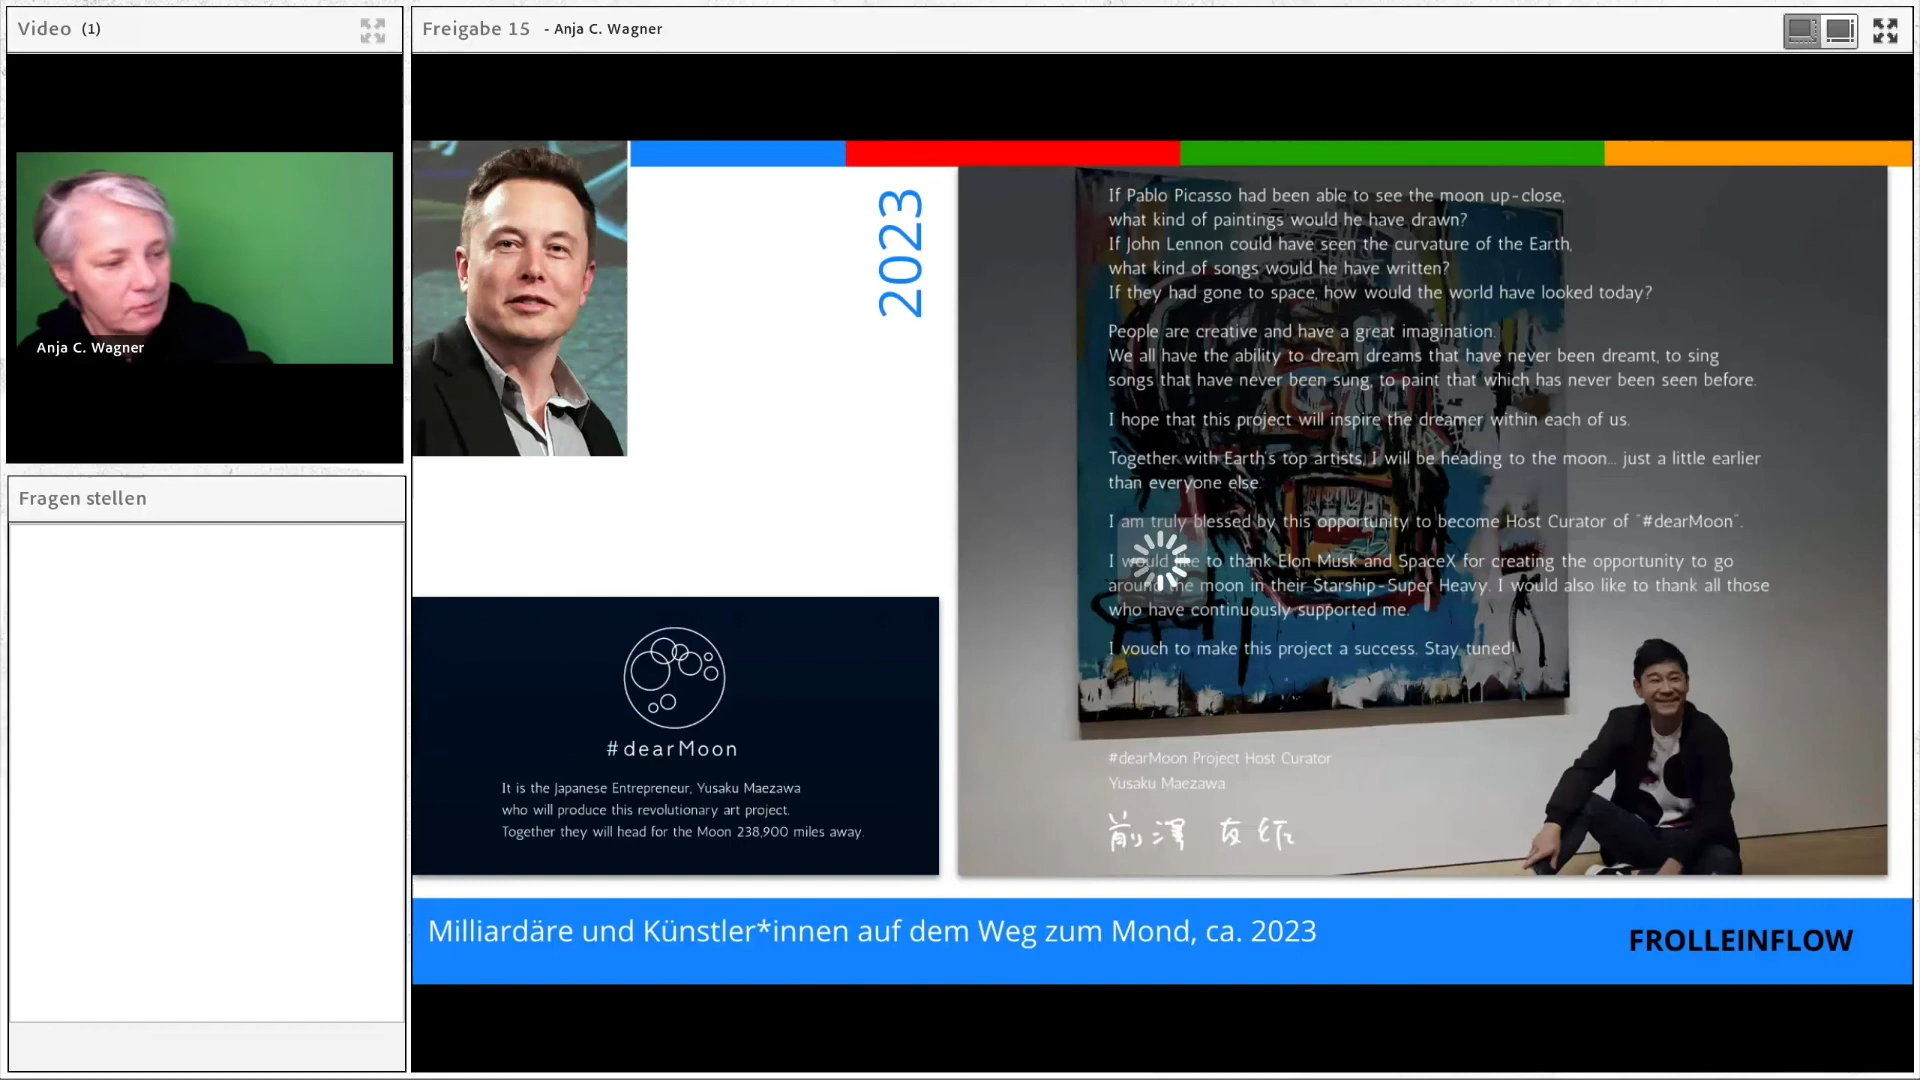 Video (1)
Freigabe 15 - Anja C. Wagner
Anja C. Wagner
Fragen stellen
2023
If Pablo Picasso had been able to see the moon up-close,
what kind of paintings would he have drawn?
If John Lennon could have seen the curvature of the Earth,
what kind of songs would he have written?
If they had gone to space, how would the world have looked today?
People are creative and have a great imagination.
We all have the ability to dream dreams that have never been dreamt, to sing
songs that have never been sung, to paint that which has never been seen before.
I hope that this project will inspire the dreamer within each of us.
Together with Earth's top artists, I will be heading to the moon... just a little earlier
than everyone else.
I am truly blessed by this opportunity to become Host Curator of "#dearMoon".
I would like to thank Elon Musk and SpaceX for creating the opportunity to go
around the moon in their Starship-Super Heavy. I would also like to thank all those
who have continuously supported me.
I vouch to make this project a success. Stay tuned!
#dearMoon Project Host Curator
Yusaku Maezawa
前澤 友作
#dearMoon
It is the Japanese Entrepreneur, Yusaku Maezawa
who will produce this revolutionary art project.
Together they will head for the Moon 238,900 miles away.
Milliardäre und Künstler*innen auf dem Weg zum Mond, ca. 2023
FROLLEINFLOW